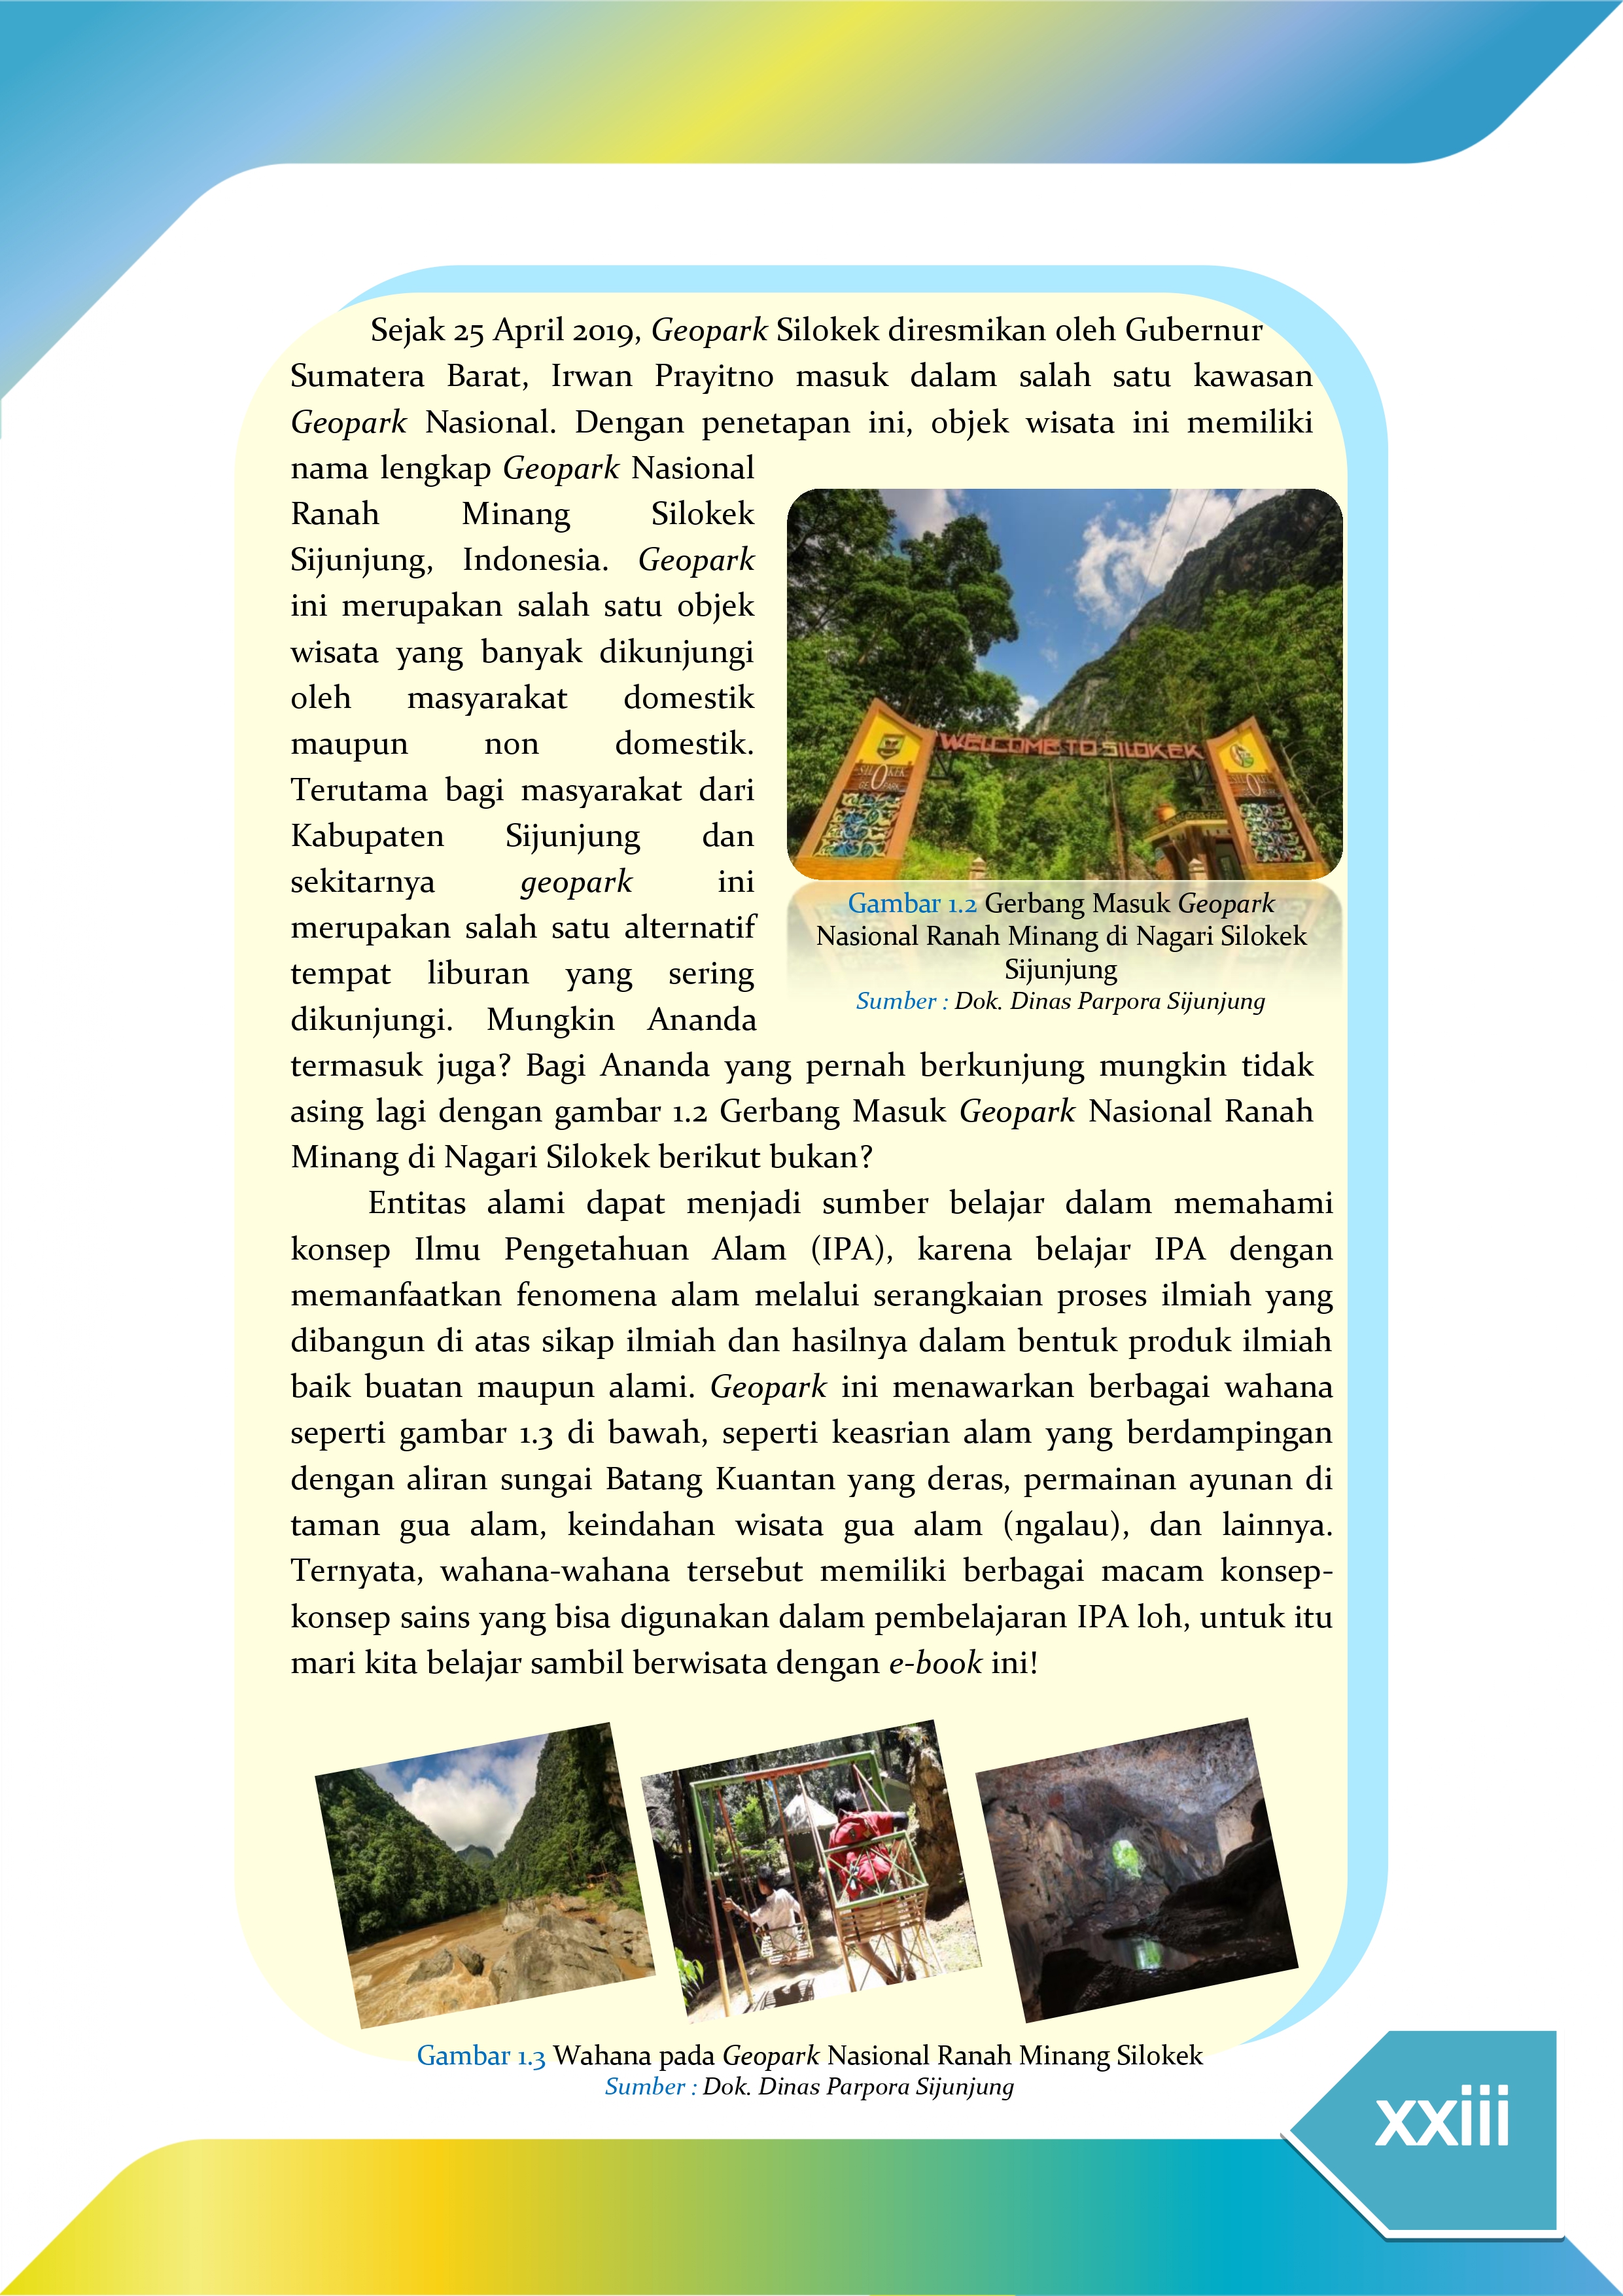 Sejak 25 April 2019, Geopark Silokek diresmikan oleh Gubernur
Sumatera Barat, Irwan Prayitno masuk dalam salah satu kawasan
Geopark Nasional. Dengan penetapan ini, objek wisata ini memiliki
nama lengkap Geopark Nasional
Ranah Minang Silokek
Sijunjung, Indonesia. Geopark
ini merupakan salah satu objek
wisata yang banyak dikunjungi
oleh masyarakat domestik
maupun non domestik.
Terutama bagi masyarakat dari
Kabupaten Sijunjung dan
sekitarnya geopark ini
merupakan salah satu alternatif
tempat liburan yang sering
dikunjungi. Mungkin Ananda
termasuk juga? Bagi Ananda yang pernah berkunjung mungkin tidak
asing lagi dengan gambar 1.2 Gerbang Masuk Geopark Nasional Ranah
Minang di Nagari Silokek berikut bukan?
WELCOME TO SILOKEK
SILOKEK
GEOPARK
Gambar 1.2 Gerbang Masuk Geopark
Nasional Ranah Minang di Nagari Silokek
Sijunjung
Sumber : Dok. Dinas Parpora Sijunjung
Entitas alami dapat menjadi sumber belajar dalam memahami
konsep Ilmu Pengetahuan Alam (IPA), karena belajar IPA dengan
memanfaatkan fenomena alam melalui serangkaian proses ilmiah yang
dibangun di atas sikap ilmiah dan hasilnya dalam bentuk produk ilmiah
baik buatan maupun alami. Geopark ini menawarkan berbagai wahana
seperti gambar 1.3 di bawah, seperti keasrian alam yang berdampingan
dengan aliran sungai Batang Kuantan yang deras, permainan ayunan di
taman gua alam, keindahan wisata gua alam (ngalau), dan lainnya.
Ternyata, wahana-wahana tersebut memiliki berbagai macam konsep-
konsep sains yang bisa digunakan dalam pembelajaran IPA loh, untuk itu
mari kita belajar sambil berwisata dengan e-book ini!
Gambar 1.3 Wahana pada Geopark Nasional Ranah Minang Silokek
Sumber : Dok. Dinas Parpora Sijunjung
xxiii